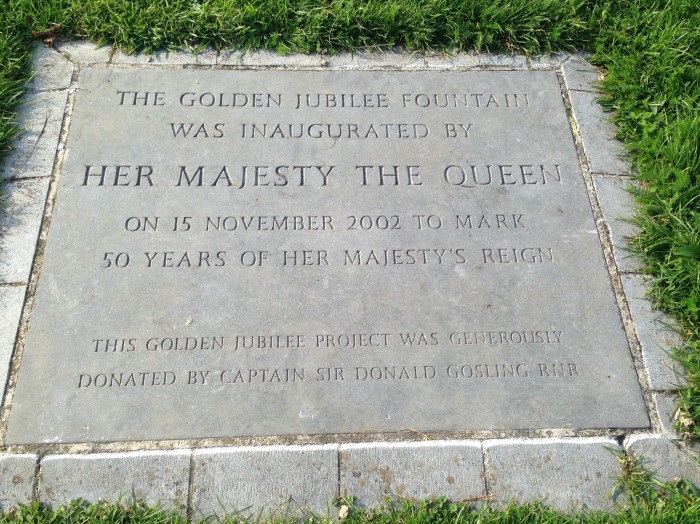 THE GOLDEN JUBILEE FOUNTAIN
WAS INAUGURATED BY
HER MAJESTY THE QUEEN
ON 15 NOVEMBER 2002 TO MARK
50 YEARS OF HER MAJESTY'S REIGN
THIS GOLDEN JUBILEE PROJECT WAS GENEROUSLY
DONATED BY CAPTAIN SIR DONALD GOSLING RNR